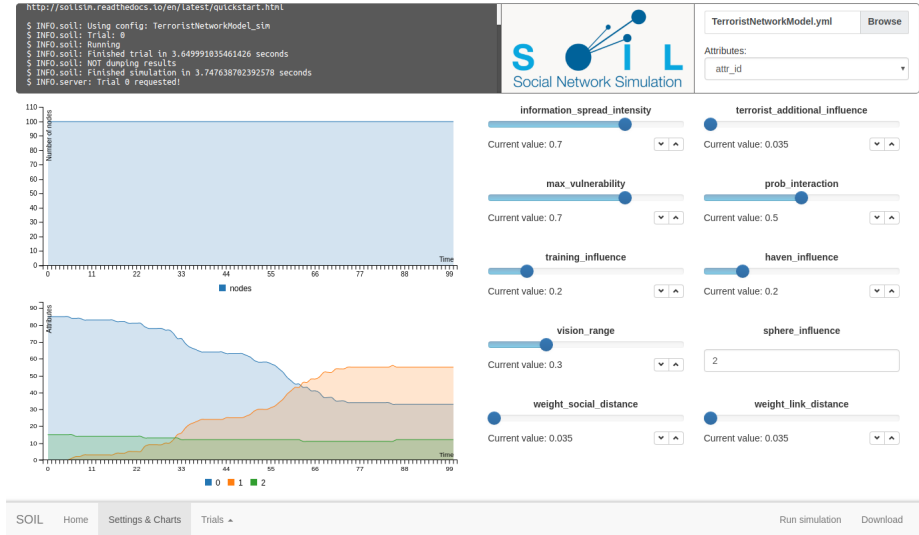 http://soilsim.readthedocs.io/en/latest/quickstart.html
$ INFO.soil: Using config: TerroristNetworkModel_sim
$ INFO.soil: Trial: 0
$ INFO.soil: Running
$ INFO.soil: Finished trial in 3.649991035461426 seconds
$ INFO.soil: NOT dumping results
$ INFO.soil: Finished simulation in 3.747638702392578 seconds
$ INFO.server: Trial 0 requested!
SOIL
Social Network Simulation
TerroristNetworkModel.yml Browse
Attributes:
attr_id
110
100
90
80
70
60
50
40
30
20
10
0
Number of nodes
Time
0 11 22 33 44 55 66 77 88 99
nodes
90
80
70
60
50
40
30
20
10
0
Attributes
Time
0 11 22 33 44 55 66 77 88 99
0 1 2
information_spread_intensity terrorist_additional_influence
Current value: 0.7 Current value: 0.035
max_vulnerability prob_interaction
Current value: 0.7 Current value: 0.5
training_influence haven_influence
Current value: 0.2 Current value: 0.2
vision_range sphere_influence
Current value: 0.3 2
weight_social_distance weight_link_distance
Current value: 0.035 Current value: 0.035
SOIL Home Settings & Charts Trials Run simulation Download